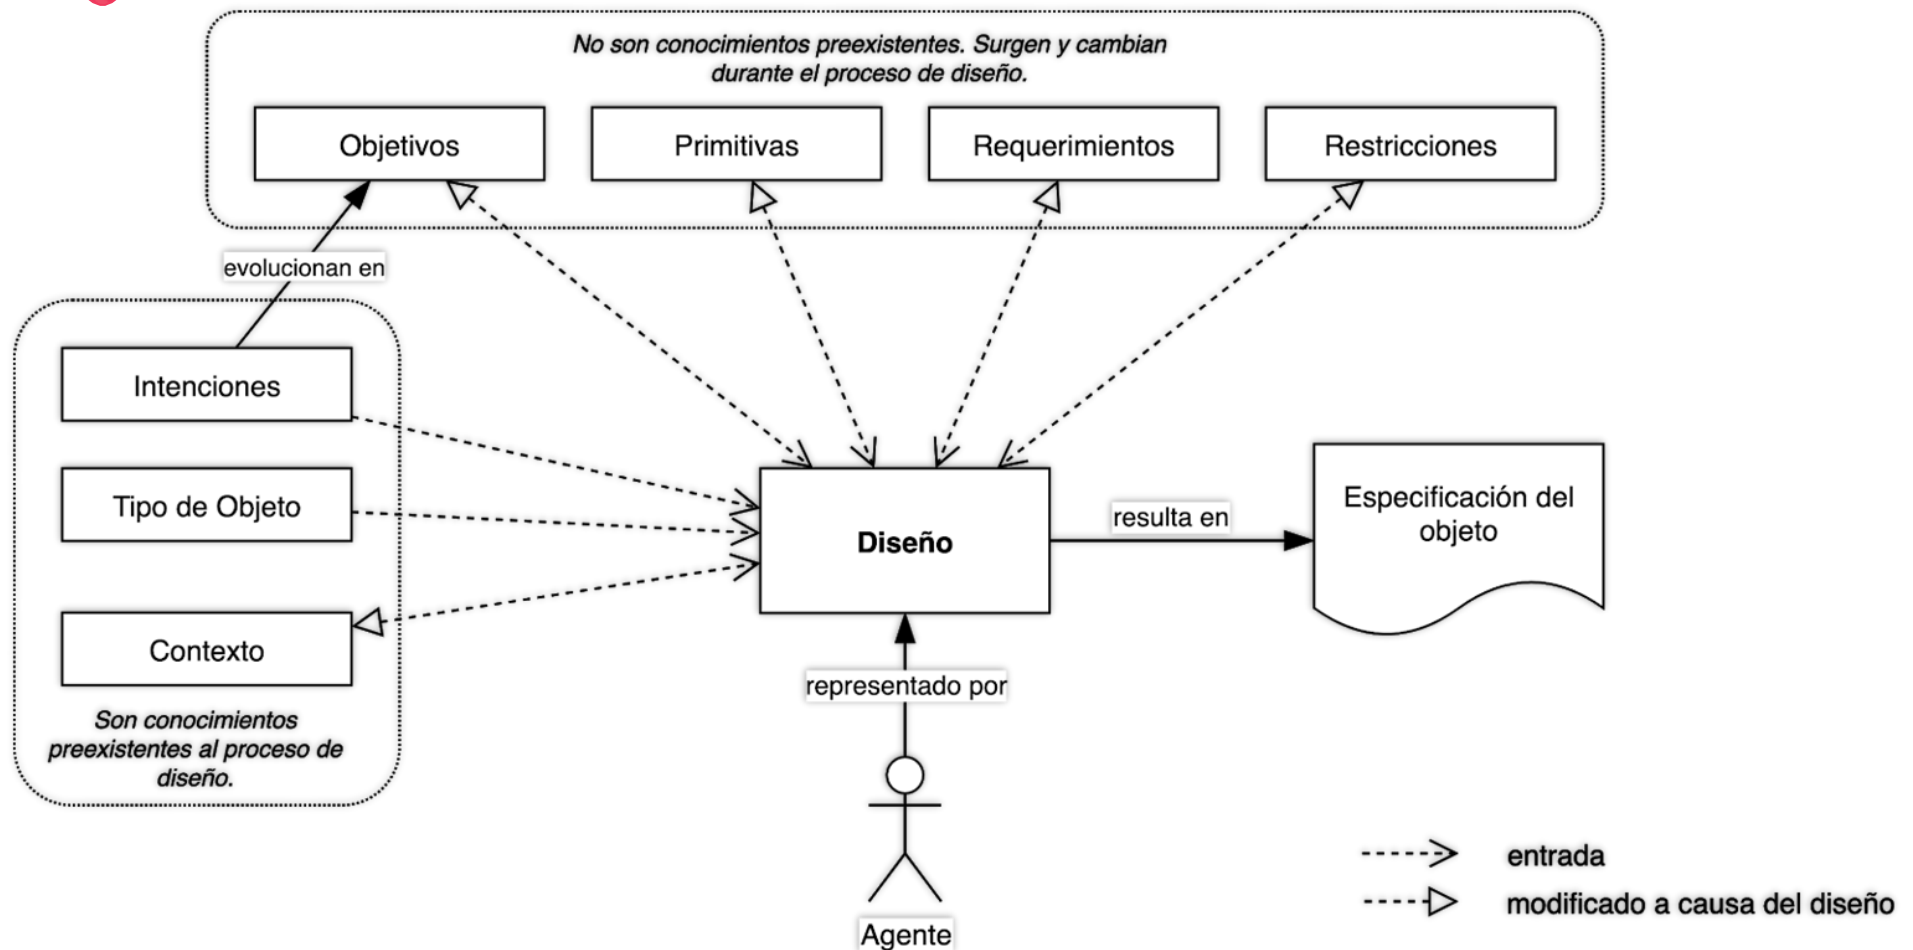 No son conocimientos preexistentes. Surgen y cambian
durante el proceso de diseño.
Objetivos
Primitivas
Requerimientos
Restricciones
evolucionan en
Intenciones
Tipo de Objeto
Contexto
Son conocimientos
preexistentes al proceso de
diseño.
Diseño
resulta en
Especificación del
objeto
representado por
Agente
entrada
modificado a causa del diseño